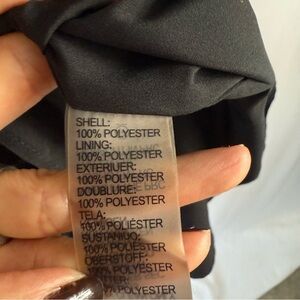 SHELL:
100% POLYESTER
LINING:
100% POLYESTER
EXTERIEUR:
100% POLYESTER
DOUBLURE:
100% POLYESTER
TELA:
100% POLIÉSTER
100% POLIESTER
OBERSTOFF:
100% POLYESTER